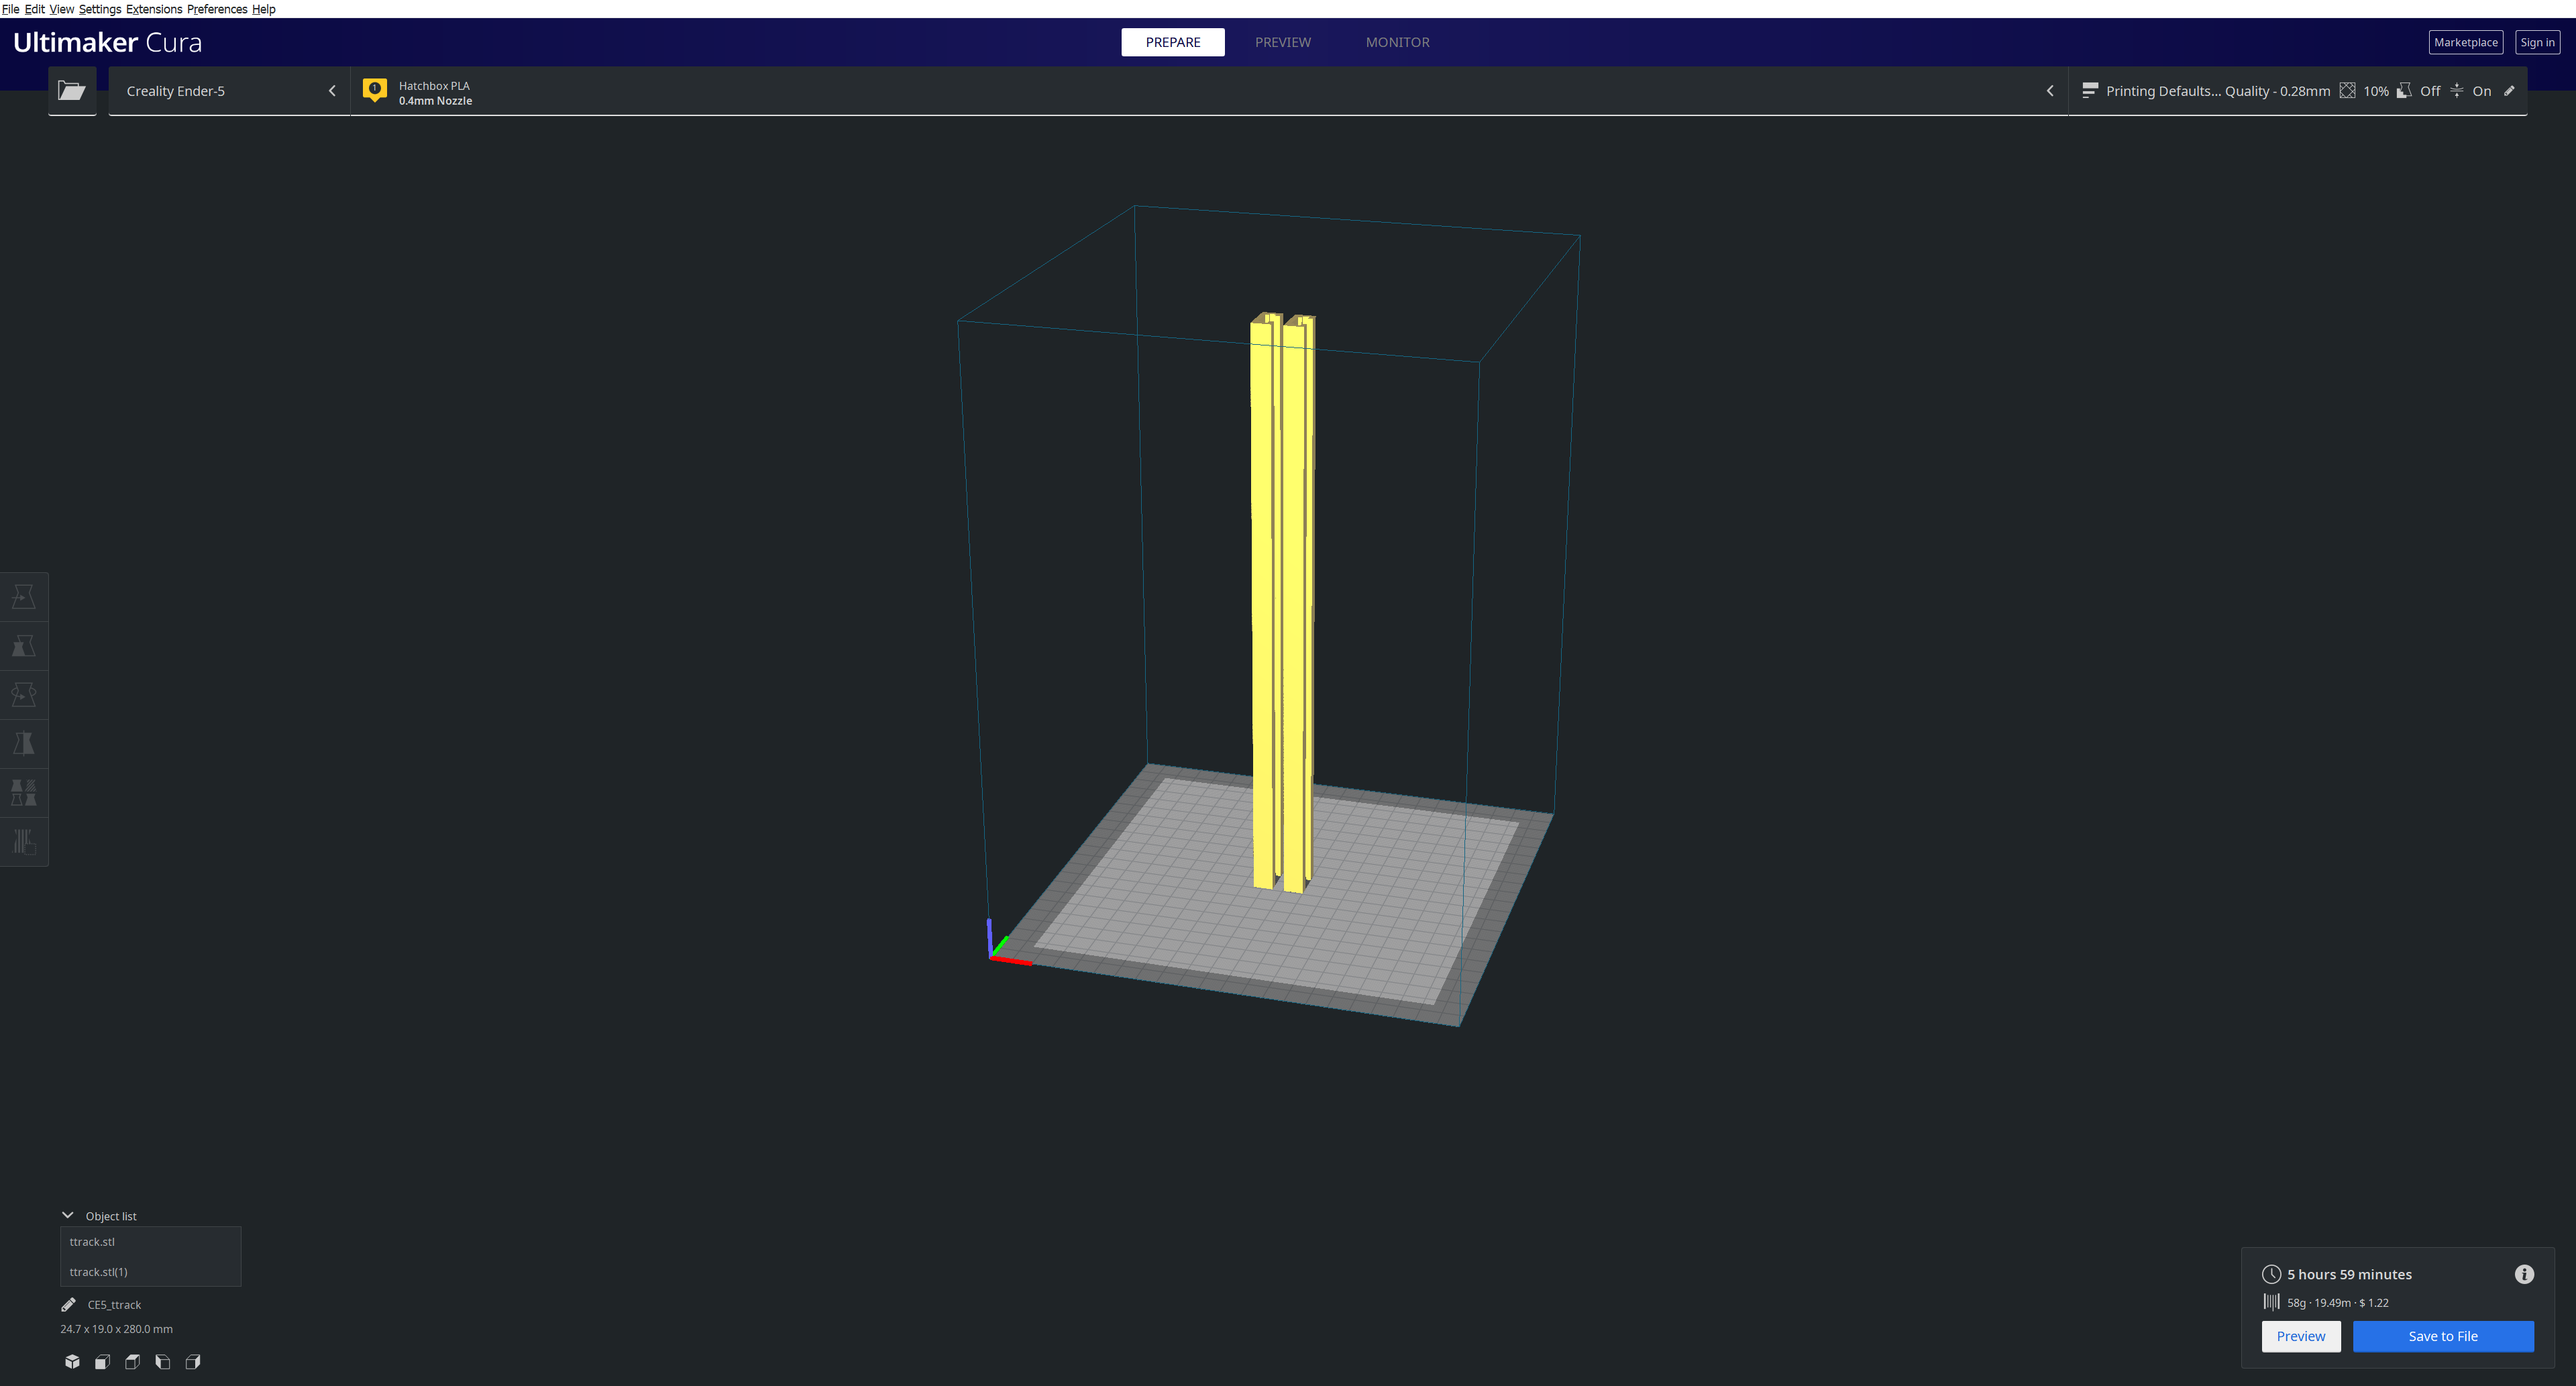 File Edit View Settings Extensions Preferences Help
Ultimaker Cura
PREPARE
PREVIEW
MONITOR
Marketplace
Sign in
Creality Ender-5
1
Hatchbox PLA
0.4mm Nozzle
Printing Defaults... Quality - 0.28mm
10%
Off
On
Object list
ttrack.stl
ttrack.stl(1)
CE5_ttrack
24.7 x 19.0 x 280.0 mm
5 hours 59 minutes
58g · 19.49m · $ 1.22
Preview
Save to File